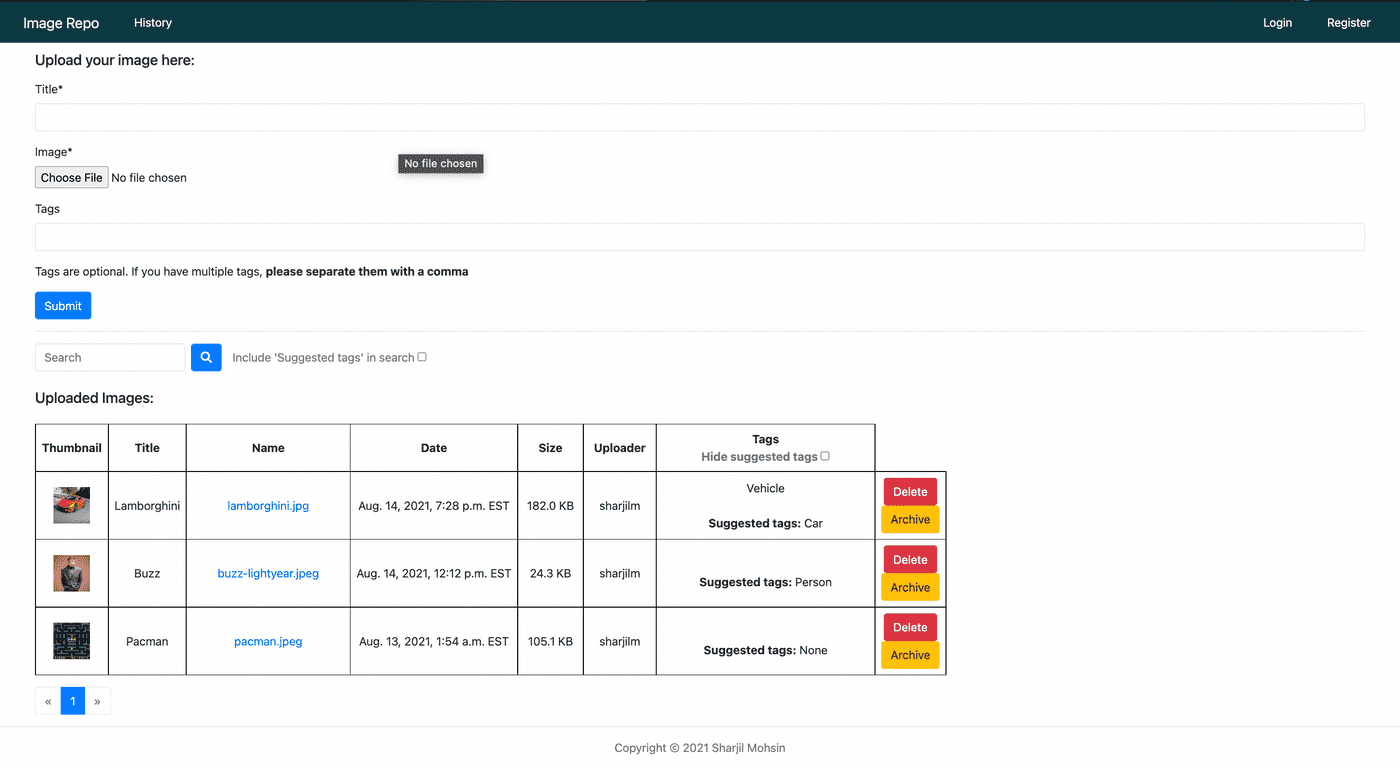 Image Repo History Login Register
Upload your image here:
Title*
Image*
No file chosen
Choose File No file chosen
Tags
Tags are optional. If you have multiple tags, please separate them with a comma
Submit
Search Include 'Suggested tags' in search
Uploaded Images:
Thumbnail Title Name Date Size Uploader Tags
Hide suggested tags
Lamborghini lamborghini.jpg Aug. 14, 2021, 7:28 p.m. EST 182.0 KB sharjilm Vehicle
Suggested tags: Car
Delete
Archive
Buzz buzz-lightyear.jpeg Aug. 14, 2021, 12:12 p.m. EST 24.3 KB sharjilm Suggested tags: Person
Delete
Archive
Pacman pacman.jpeg Aug. 13, 2021, 1:54 a.m. EST 105.1 KB sharjilm Suggested tags: None
Delete
Archive
« 1 »
Copyright © 2021 Sharjil Mohsin